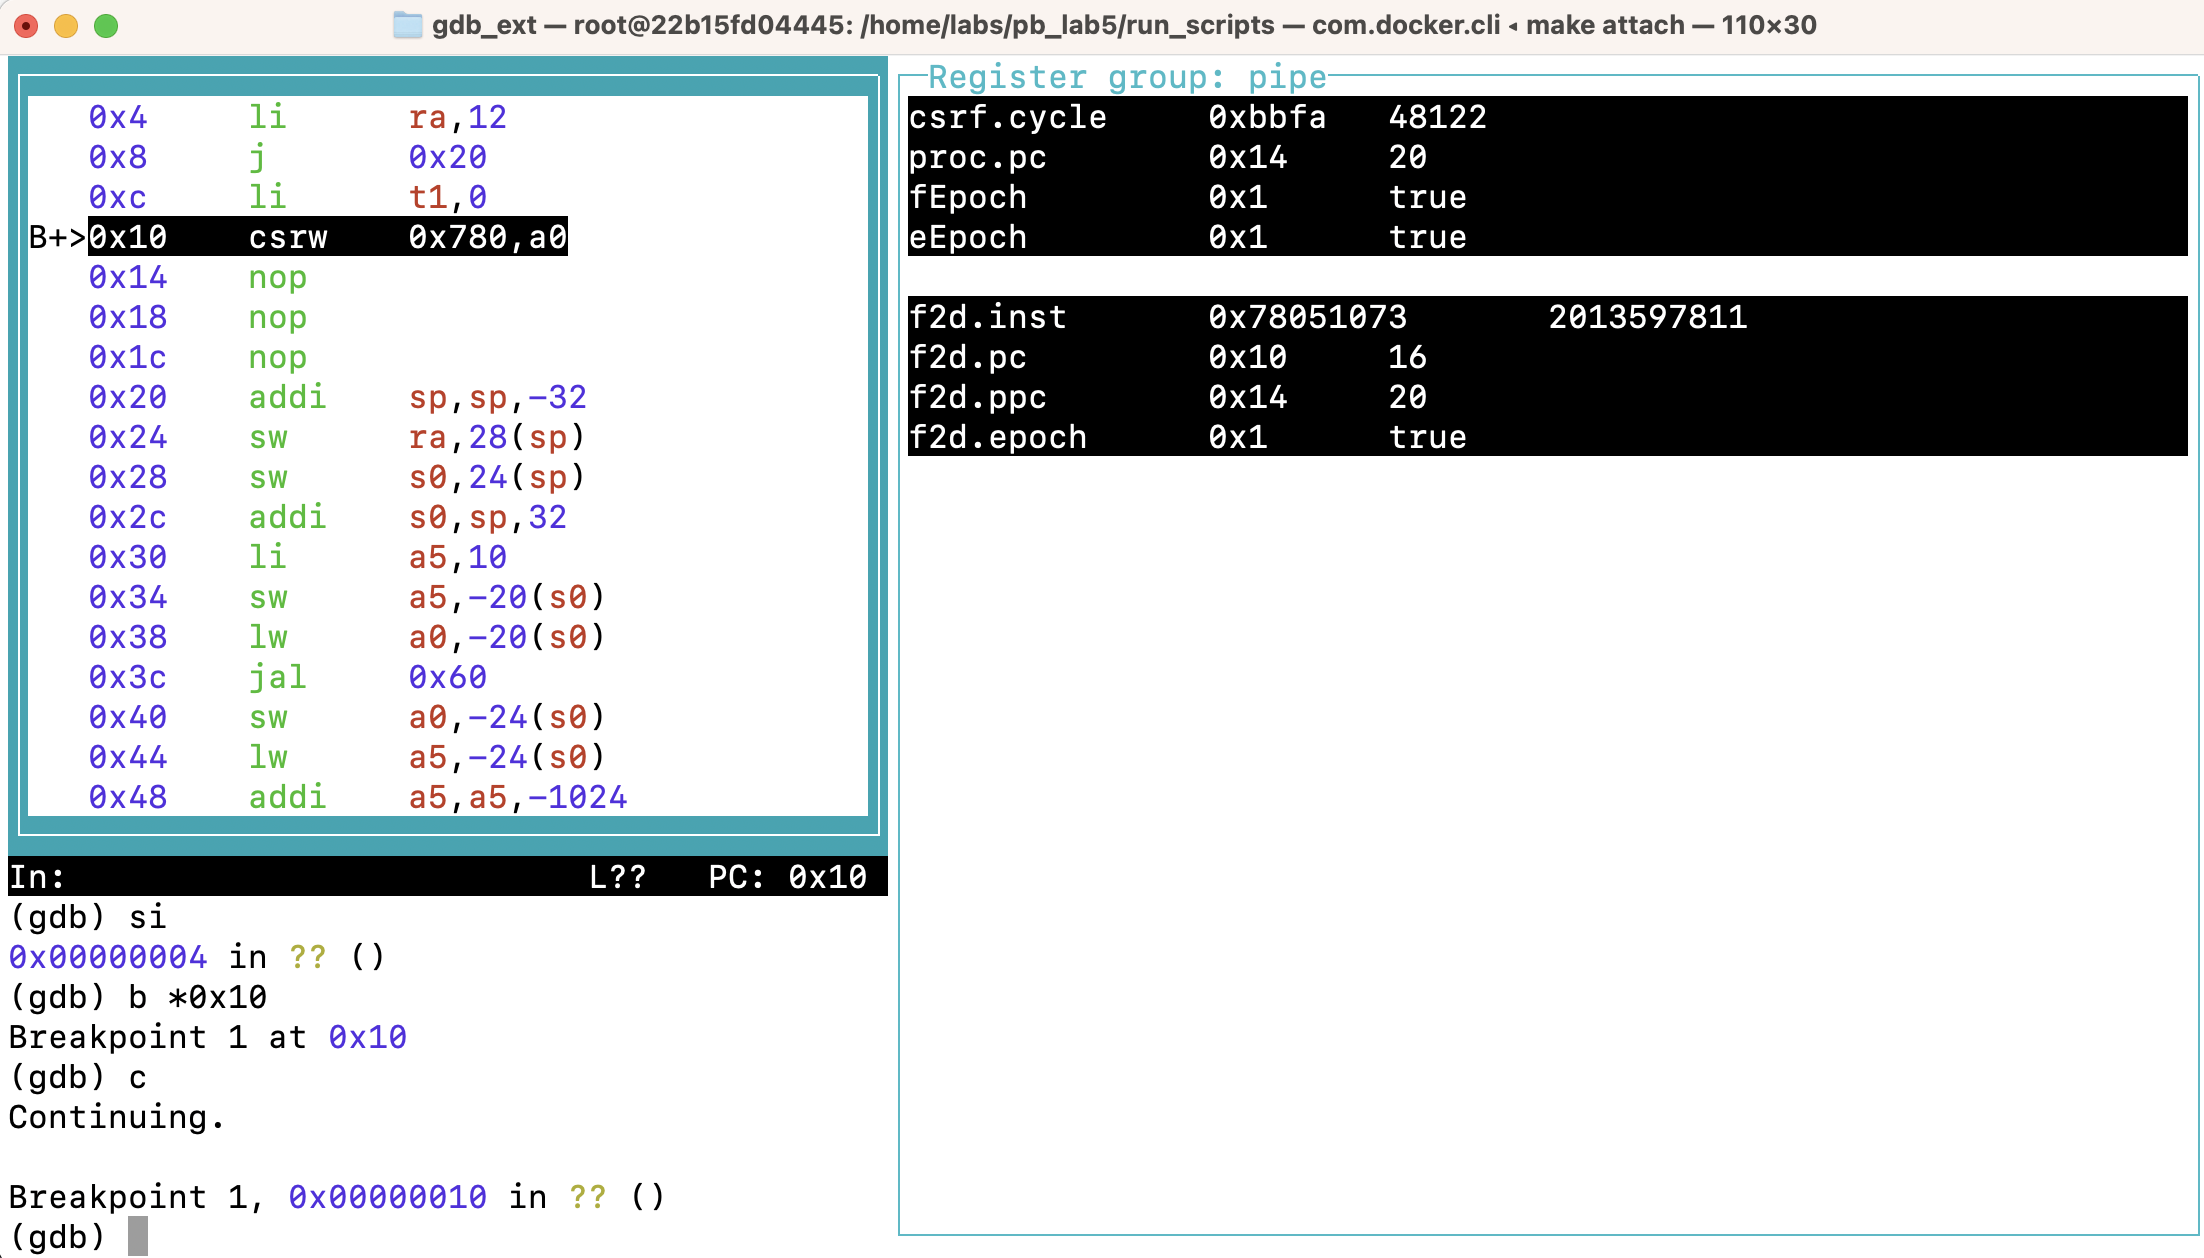 gdb_ext — root@22b15fd04445: /home/labs/pb_lab5/run_scripts — com.docker.cli ◂ make attach — 110×30
0x4 li ra,12
0x8 j 0x20
0xc li t1,0
B+>0x10 csrw 0x780,a0
0x14 nop
0x18 nop
0x1c nop
0x20 addi sp,sp,-32
0x24 sw ra,28(sp)
0x28 sw s0,24(sp)
0x2c addi s0,sp,32
0x30 li a5,10
0x34 sw a5,-20(s0)
0x38 lw a0,-20(s0)
0x3c jal 0x60
0x40 sw a0,-24(s0)
0x44 lw a5,-24(s0)
0x48 addi a5,a5,-1024
In: L?? PC: 0x10
(gdb) si
0x00000004 in ?? ()
(gdb) b *0x10
Breakpoint 1 at 0x10
(gdb) c
Continuing.
Breakpoint 1, 0x00000010 in ?? ()
(gdb)
Register group: pipe
csrf.cycle 0xbbfa 48122
proc.pc 0x14 20
fEpoch 0x1 true
eEpoch 0x1 true
f2d.inst 0x78051073 2013597811
f2d.pc 0x10 16
f2d.ppc 0x14 20
f2d.epoch 0x1 true